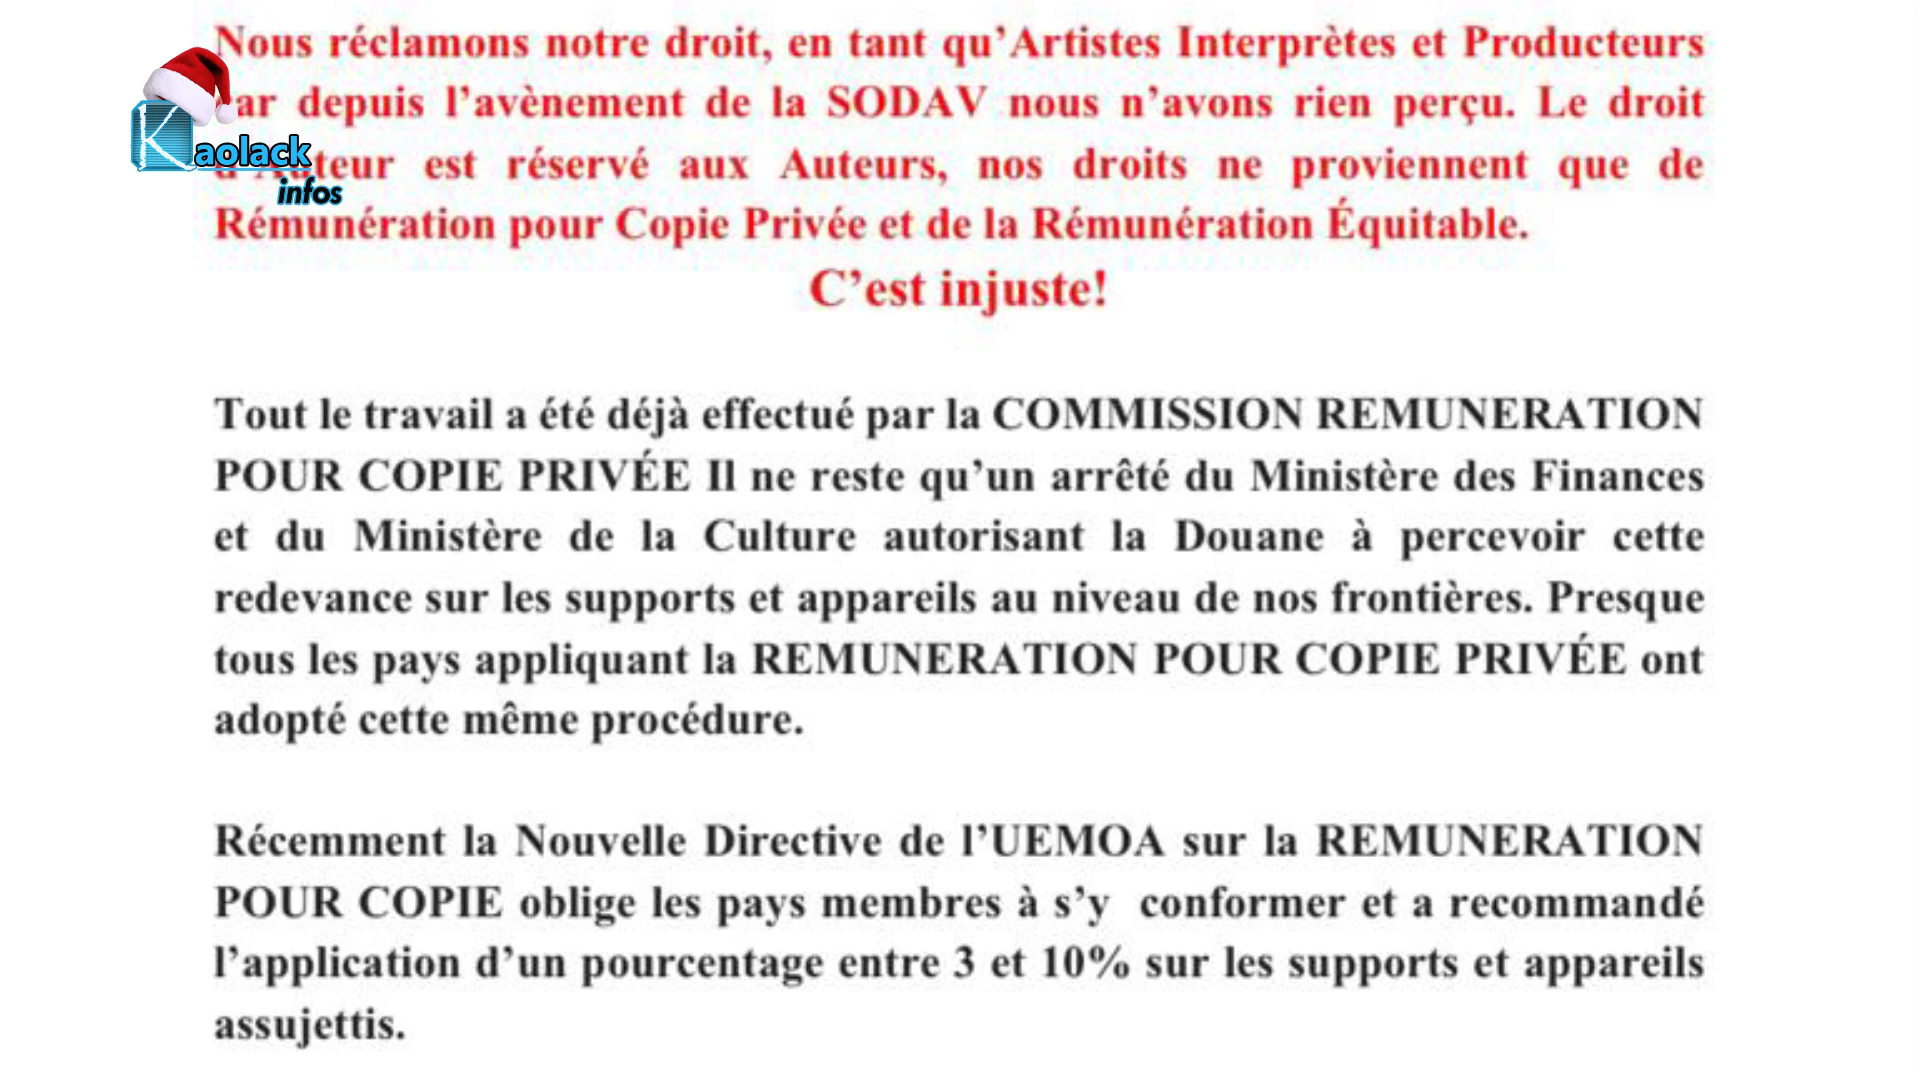 Nous réclamons notre droit, en tant qu’Artistes Interprètes et Producteurs
ar depuis l’avènement de la SODAV nous n’avons rien perçu. Le droit
Kaolack
infos
d’Auteur est réservé aux Auteurs, nos droits ne proviennent que de
Rémunération pour Copie Privée et de la Rémunération Équitable.
C’est injuste!
Tout le travail a été déjà effectué par la COMMISSION REMUNERATION
POUR COPIE PRIVÉE Il ne reste qu’un arrêté du Ministère des Finances
et du Ministère de la Culture autorisant la Douane à percevoir cette
redevance sur les supports et appareils au niveau de nos frontières. Presque
tous les pays appliquant la REMUNERATION POUR COPIE PRIVÉE ont
adopté cette même procédure.
Récemment la Nouvelle Directive de l’UEMOA sur la REMUNERATION
POUR COPIE oblige les pays membres à s’y  conformer et a recommandé
l’application d’un pourcentage entre 3 et 10% sur les supports et appareils
assujettis.